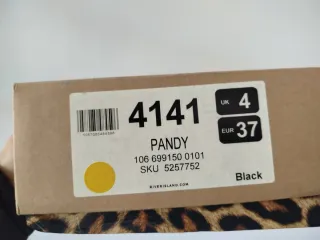 4141
UK 4
EUR 37
PANDY
106 699150 0101
SKU 5257752
Black
RIVERISLAND.COM